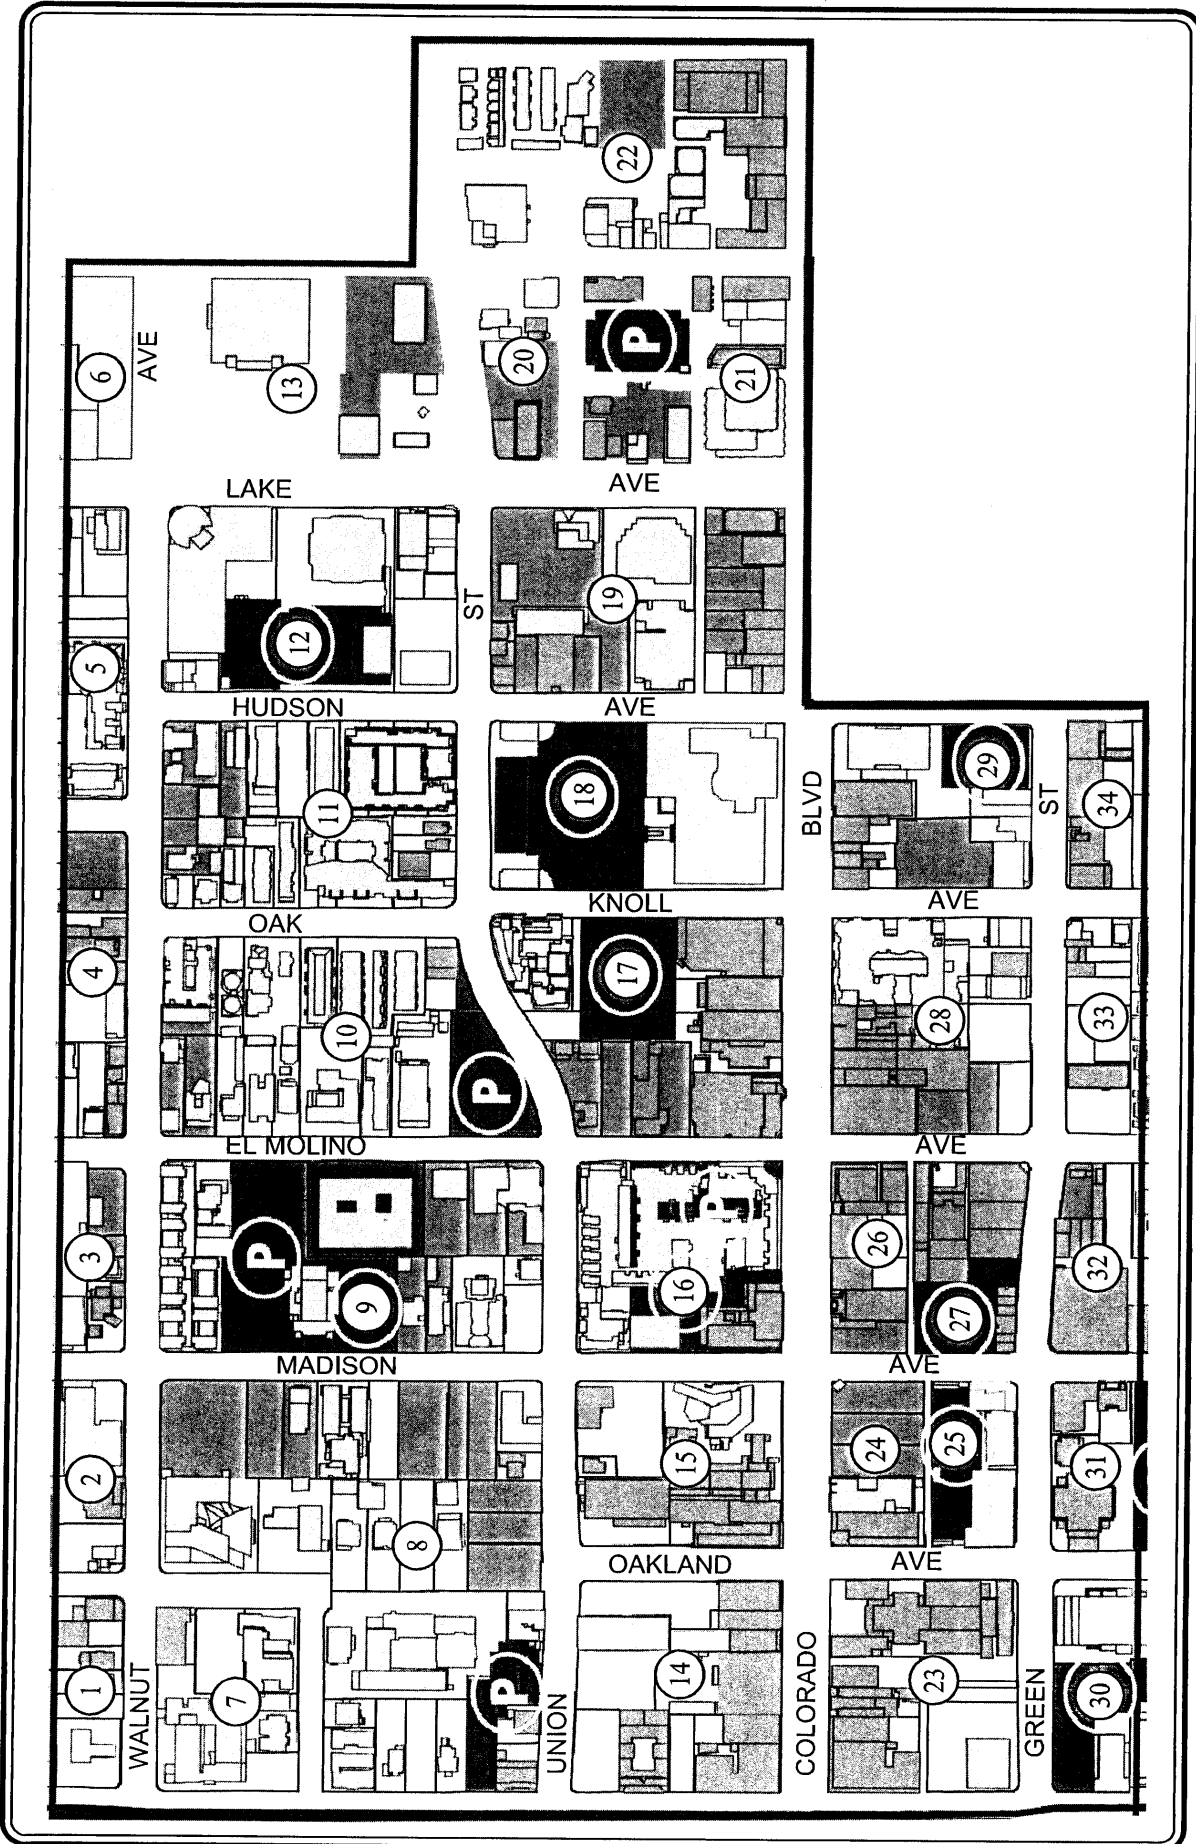 22
6
AVE
13
20
P
21
LAKE
AVE
5
12
ST
19
HUDSON
AVE
11
18
BLVD
29
ST
34
OAK
KNOLL
AVE
4
10
P
17
28
33
EL MOLINO
AVE
3
P
9
16
P
26
27
32
MADISON
AVE
2
8
15
24
25
31
OAKLAND
AVE
1
WALNUT
7
P
UNION
14
COLORADO
23
GREEN
30